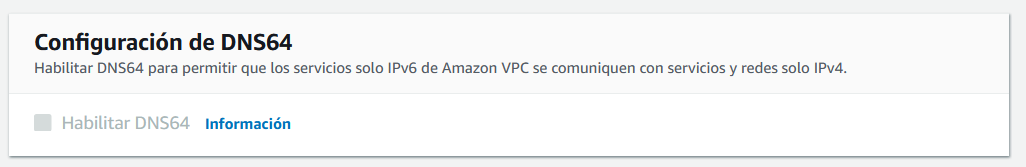 Configuración de DNS64
Habilitar DNS64 para permitir que los servicios solo IPv6 de Amazon VPC se comuniquen con servicios y redes solo IPv4.
Habilitar DNS64 Información